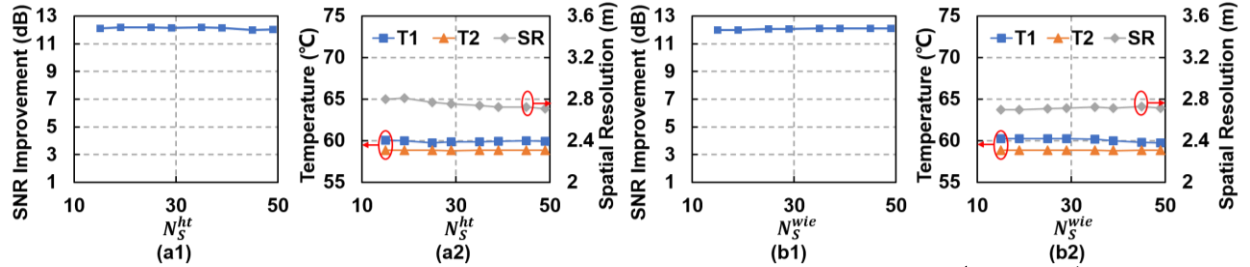 SNR Improvement (dB)
13
11
9
7
5
3
1
10
30
50
N_S^{ht}
(a1)
Temperature (℃)
75
70
65
60
55
T1
T2
SR
3.6
3.2
2.8
2.4
2
Spatial Resolution (m)
10
30
50
N_S^{ht}
(a2)
SNR Improvement (dB)
13
11
9
7
5
3
1
10
30
50
N_S^{wie}
(b1)
Temperature (℃)
75
70
65
60
55
T1
T2
SR
3.6
3.2
2.8
2.4
2
Spatial Resolution (m)
10
30
50
N_S^{wie}
(b2)